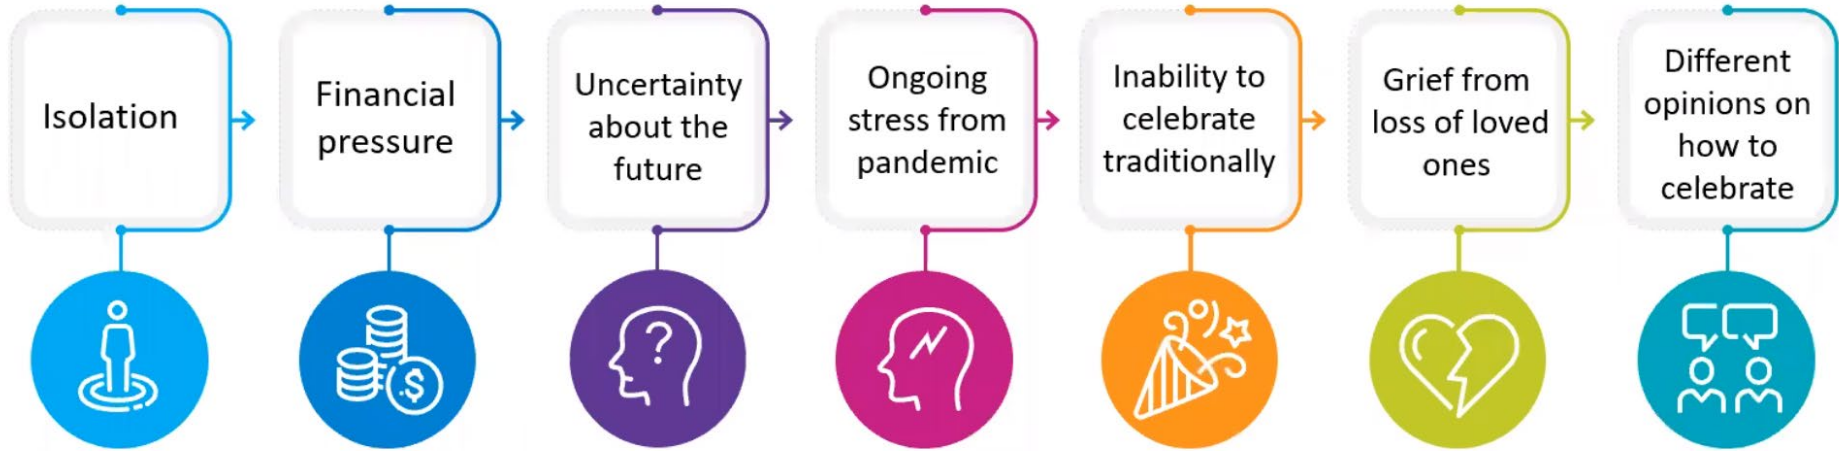 Isolation
Financial
pressure
Uncertainty
about the
future
Ongoing
stress from
pandemic
Inability to
celebrate
traditionally
Grief from
loss of loved
ones
Different
opinions on
how to
celebrate
?
$